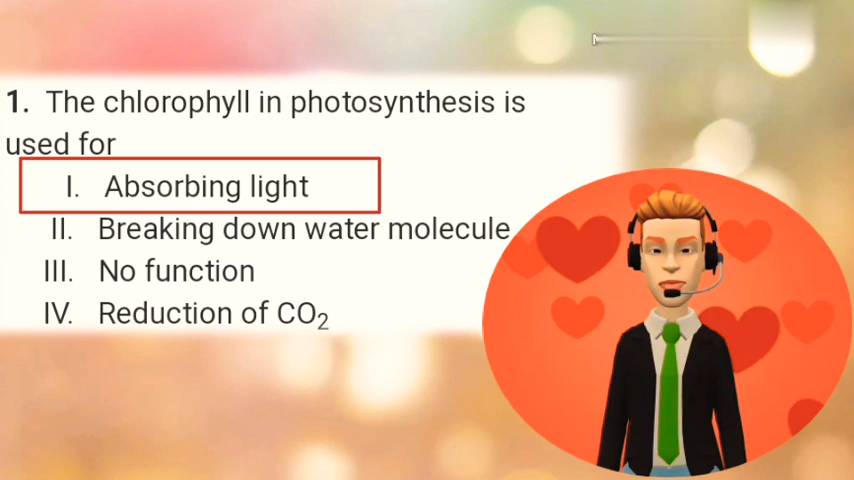 1. The chlorophyll in photosynthesis is
used for
I. Absorbing light
II. Breaking down water molecule
III. No function
IV. Reduction of CO₂